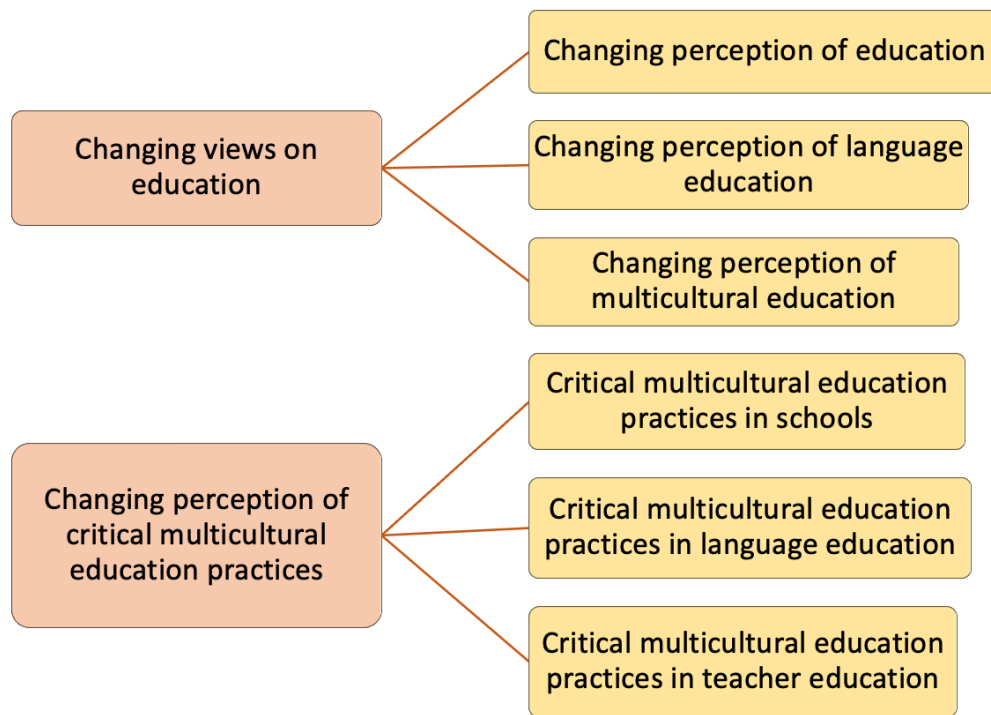 Changing views on
education
Changing perception of education
Changing perception of language
education
Changing perception of
multicultural education
Changing perception of
critical multicultural
education practices
Critical multicultural education
practices in schools
Critical multicultural education
practices in language education
Critical multicultural education
practices in teacher education